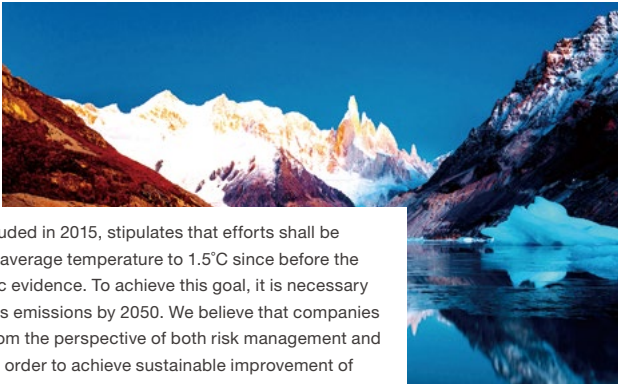 uded in 2015, stipulates that efforts shall be
average temperature to 1.5°C since before the
c evidence. To achieve this goal, it is necessary
s emissions by 2050. We believe that companies
om the perspective of both risk management and
order to achieve sustainable improvement of